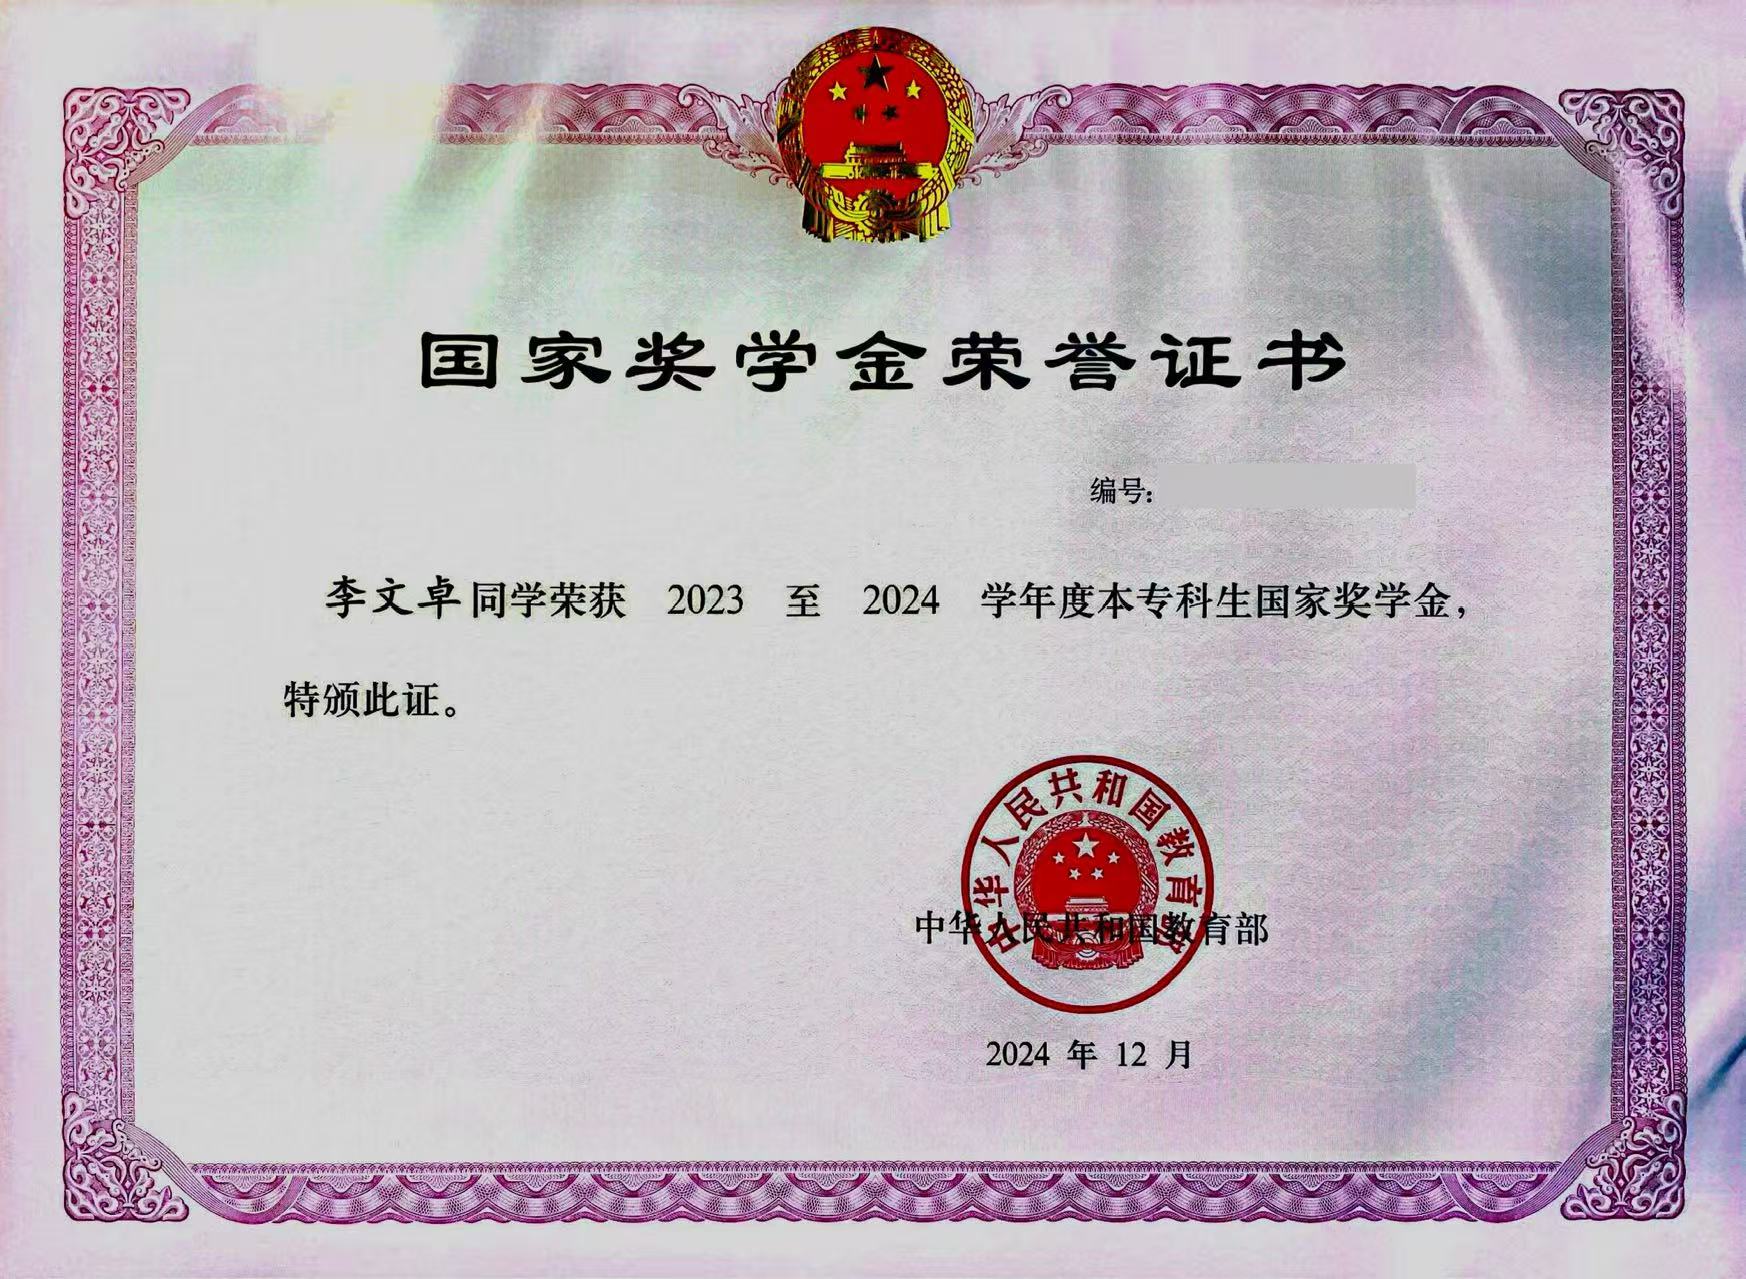 国家奖学金荣誉证书
编号:
李文卓同学荣获 2023 至 2024 学年度本专科生国家奖学金，
特颁此证。
中华人民共和国教育部
中华人民共和国教育部
2024 年 12 月